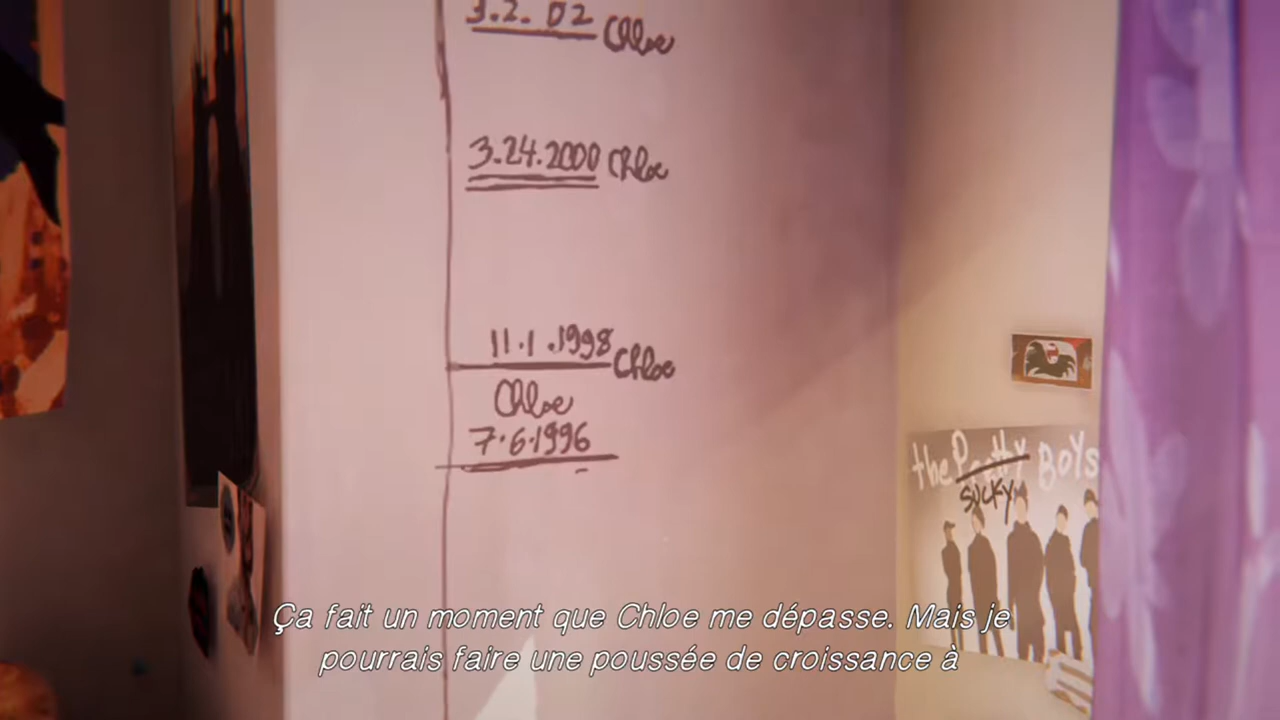 3.2.02 Chloe
3.24.2000 Chloe
11.1.1998 Chloe
Chloe
7.6.1996
the Pretty Boys
SUCKY
Ça fait un moment que Chloe me dépasse. Mais je
pourrais faire une poussée de croissance à